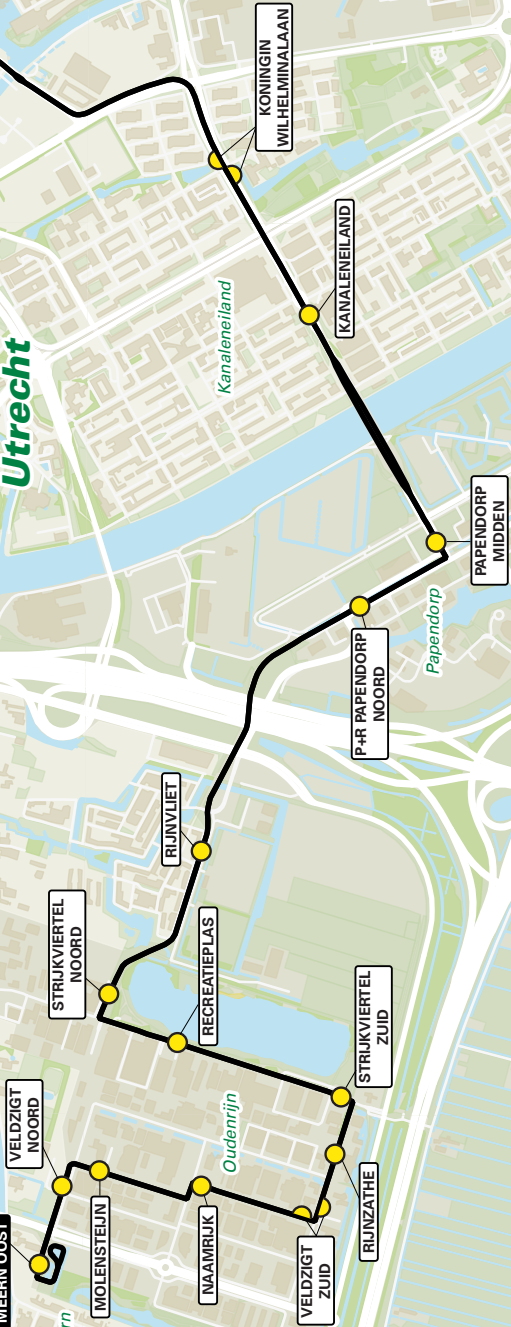 Utrecht
KONINGIN
WILHELMINALAAN
Kanaleneiland
KANALENEILAND
PAPENDORP
MIDDEN
Papendorp
P+R PAPENDORP
NOORD
RIJNVLIET
STRIJKVIERTEL
NOORD
RECREATIEPLAS
STRIJKVIERTEL
ZUID
Oudenrijn
RIJNZATHE
VELDZIGT
ZUID
NAAMRIJK
MOLENSTEIJN
VELDZIGT
NOORD
MEERN OOST
rn